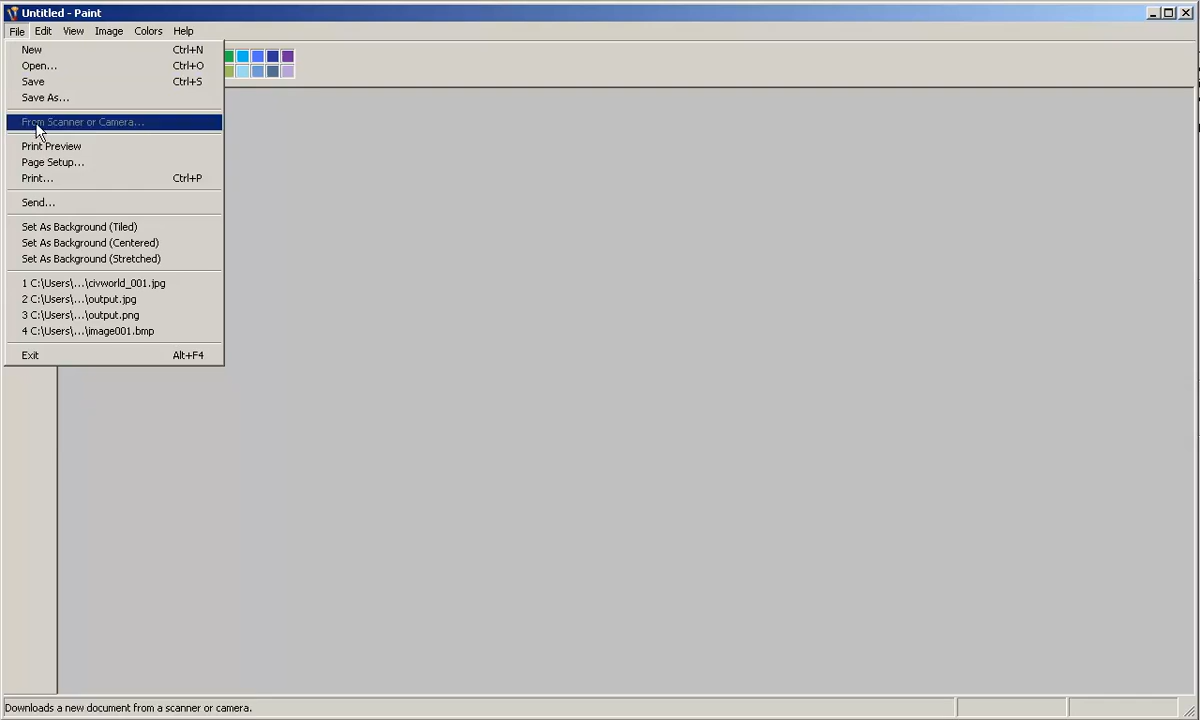 Untitled - Paint
File Edit View Image Colors Help
New Ctrl+N
Open... Ctrl+O
Save Ctrl+S
Save As...
From Scanner or Camera...
Print Preview
Page Setup...
Print... Ctrl+P
Send...
Set As Background (Tiled)
Set As Background (Centered)
Set As Background (Stretched)
1 C:\Users\...\civworld_001.jpg
2 C:\Users\...\output.jpg
3 C:\Users\...\output.png
4 C:\Users\...\image001.bmp
Exit Alt+F4
Downloads a new document from a scanner or camera.